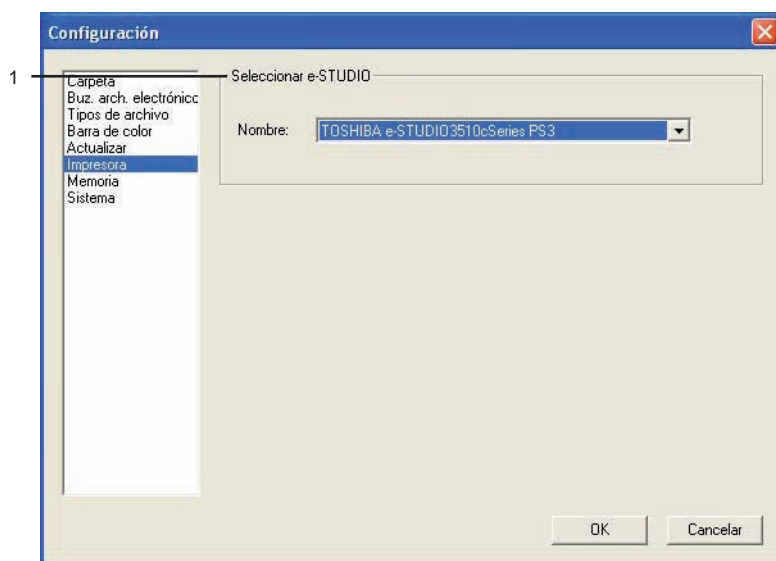 Configuración
1
Seleccionar e-STUDIO
Carpeta
Buz. arch. electrónicc
Tipos de archivo
Barra de color
Actualizar
Impresora
Memoria
Sistema
Nombre:
TOSHIBA e-STUDIO3510cSeries PS3
OK
Cancelar